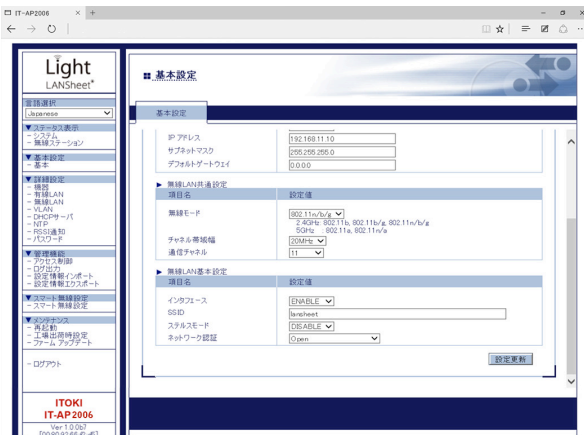 IT-AP2006
Light
LANSheet
言語選択
Japanese
▼ステータス表示
- システム
- 無線ステーション
▼基本設定
- 基本
▼詳細設定
- 機器
- 有線LAN
- 無線LAN
- VLAN
- DHCPサーバ
- NTP
- RSSI通知
- パスワード
▼管理機能
- アクセス制御
- ログ出力
- 設定情報インポート
- 設定情報エクスポート
▼スマート無線設定
- スマート無線設定
▼メンテナンス
- 再起動
- 工場出荷時設定
- ファーム アップデート
- ログアウト
ITOKI
IT-AP2006
Ver 1.0.0b7
基本設定
基本設定
IP アドレス 192.168.11.10
サブネットマスク 255.255.255.0
デフォルトゲートウェイ 0.0.0.0
無線LAN共通設定
項目名 設定値
無線モード 802.11n/b/g
2.4GHz: 802.11b, 802.11b/g, 802.11n/b/g
5GHz : 802.11a, 802.11n/a
チャネル帯域幅 20MHz
通信チャネル 11
無線LAN基本設定
項目名 設定値
インタフェース ENABLE
SSID lansheet
ステルスモード DISABLE
ネットワーク認証 Open
設定更新